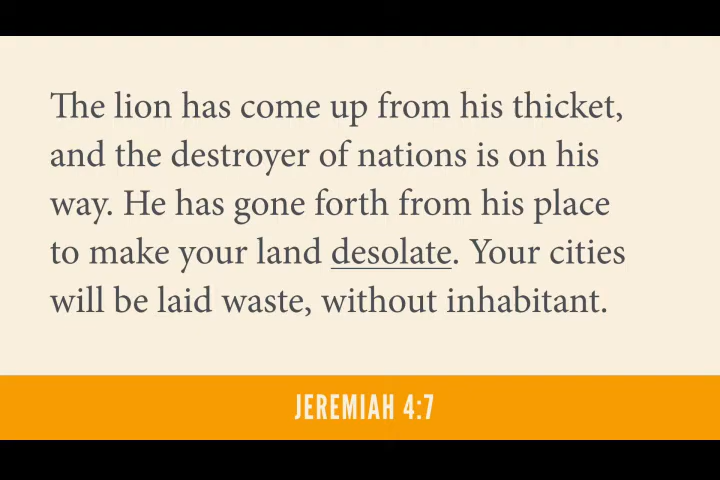 The lion has come up from his thicket,
and the destroyer of nations is on his
way. He has gone forth from his place
to make your land desolate. Your cities
will be laid waste, without inhabitant.
JEREMIAH 4:7